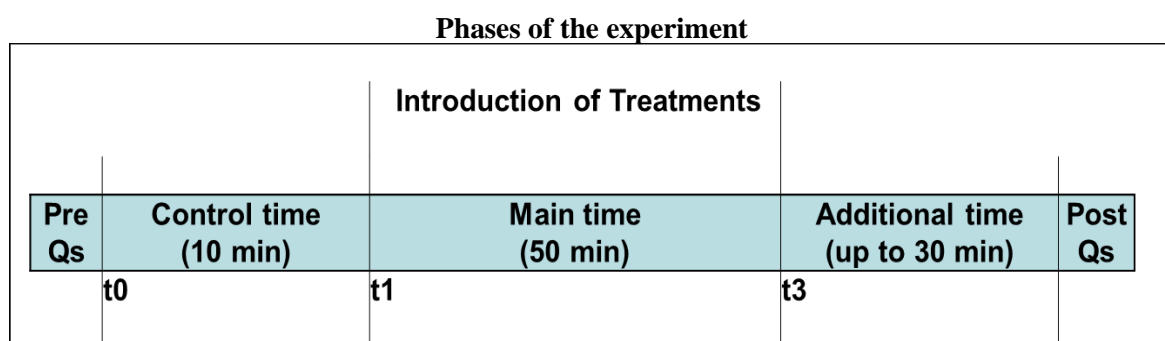 Phases of the experiment
Introduction of Treatments
Pre Qs
Control time (10 min)
Main time (50 min)
Additional time (up to 30 min)
Post Qs
t0
t1
t3